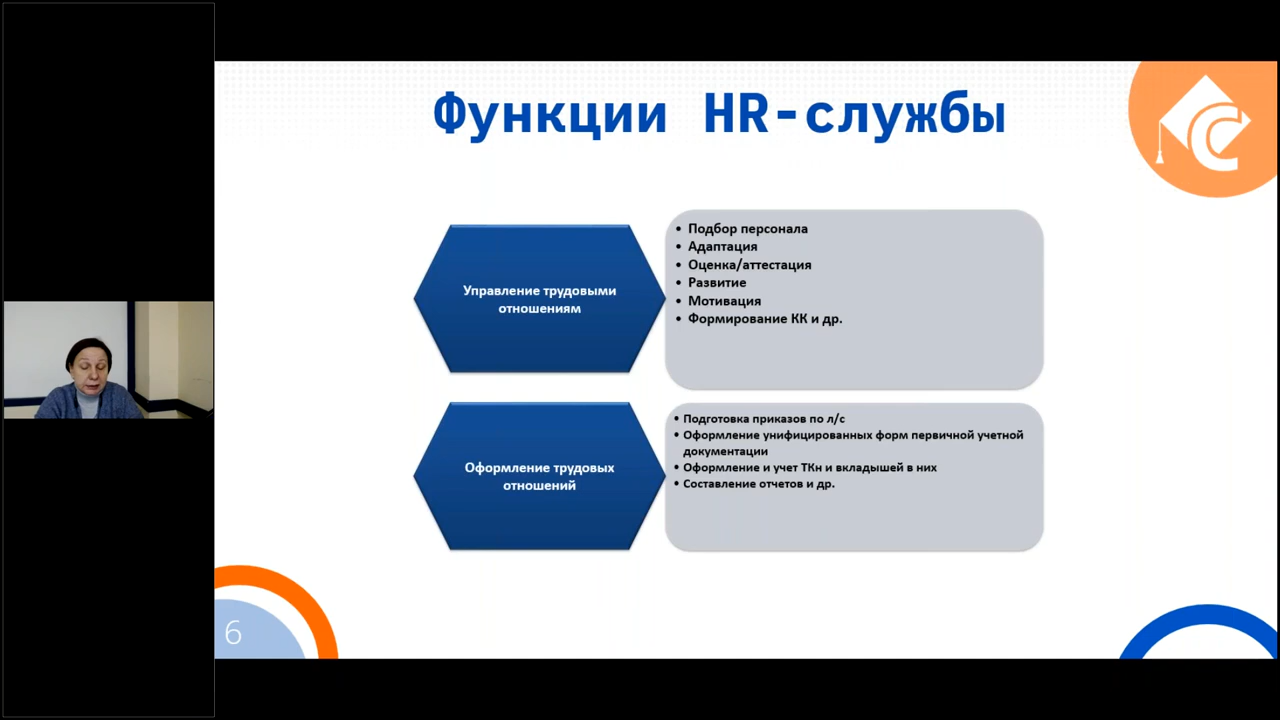 Функции HR-службы
Управление трудовыми
отношениям
• Подбор персонала
• Адаптация
• Оценка/аттестация
• Развитие
• Мотивация
• Формирование КК и др.
Оформление трудовых
отношений
• Подготовка приказов по л/с
• Оформление унифицированных форм первичной учетной
документации
• Оформление и учет ТКн и вкладышей в них
• Составление отчетов и др.
6